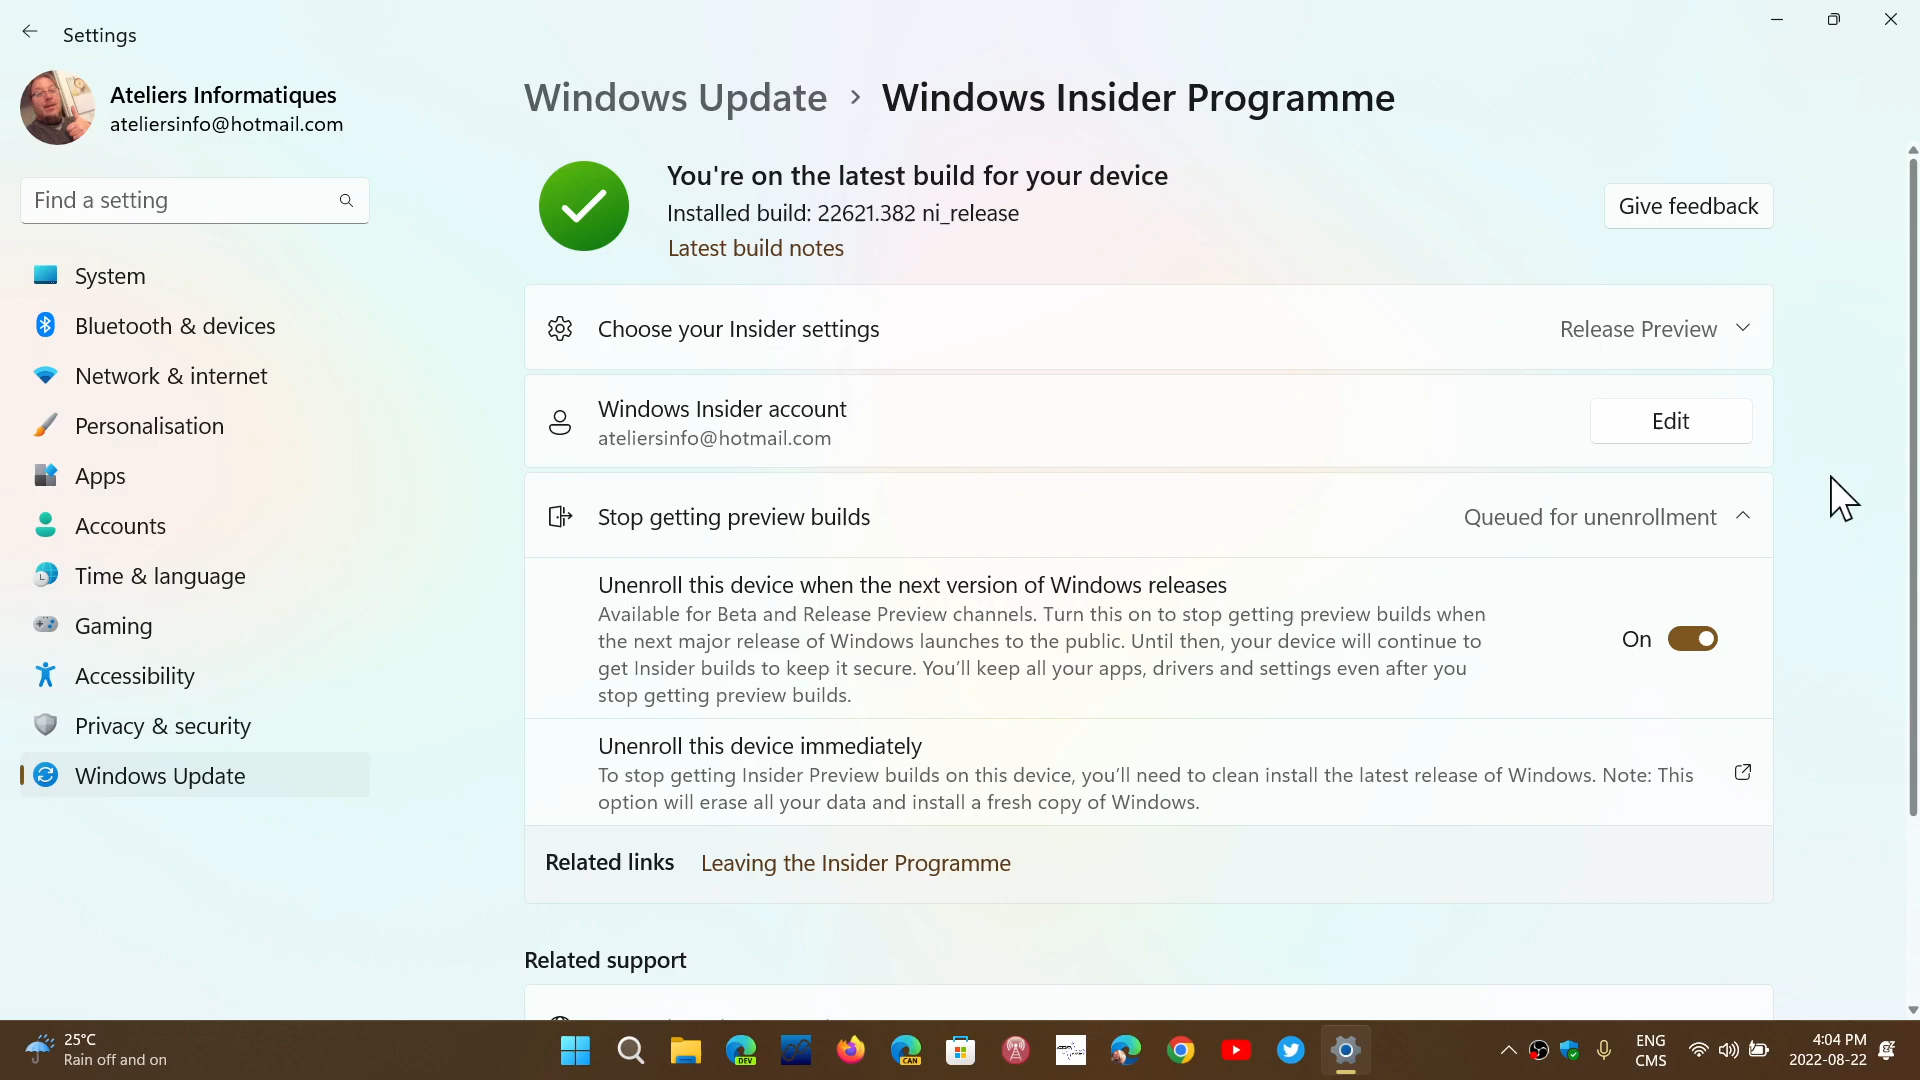 Settings
Ateliers Informatiques
ateliersinfo@hotmail.com
Find a setting
System
Bluetooth & devices
Network & internet
Personalisation
Apps
Accounts
Time & language
Gaming
Accessibility
Privacy & security
Windows Update
Windows Update > Windows Insider Programme
You're on the latest build for your device
Installed build: 22621.382 ni_release
Latest build notes
Give feedback
Choose your Insider settings
Release Preview
Windows Insider account
ateliersinfo@hotmail.com
Edit
Stop getting preview builds
Queued for unenrollment
Unenroll this device when the next version of Windows releases
Available for Beta and Release Preview channels. Turn this on to stop getting preview builds when
the next major release of Windows launches to the public. Until then, your device will continue to
get Insider builds to keep it secure. You'll keep all your apps, drivers and settings even after you
stop getting preview builds.
On
Unenroll this device immediately
To stop getting Insider Preview builds on this device, you'll need to clean install the latest release of Windows. Note: This
option will erase all your data and install a fresh copy of Windows.
Related links Leaving the Insider Programme
Related support
25°C
Rain off and on
DEV
CAN
ENG
CMS
4:04 PM
2022-08-22